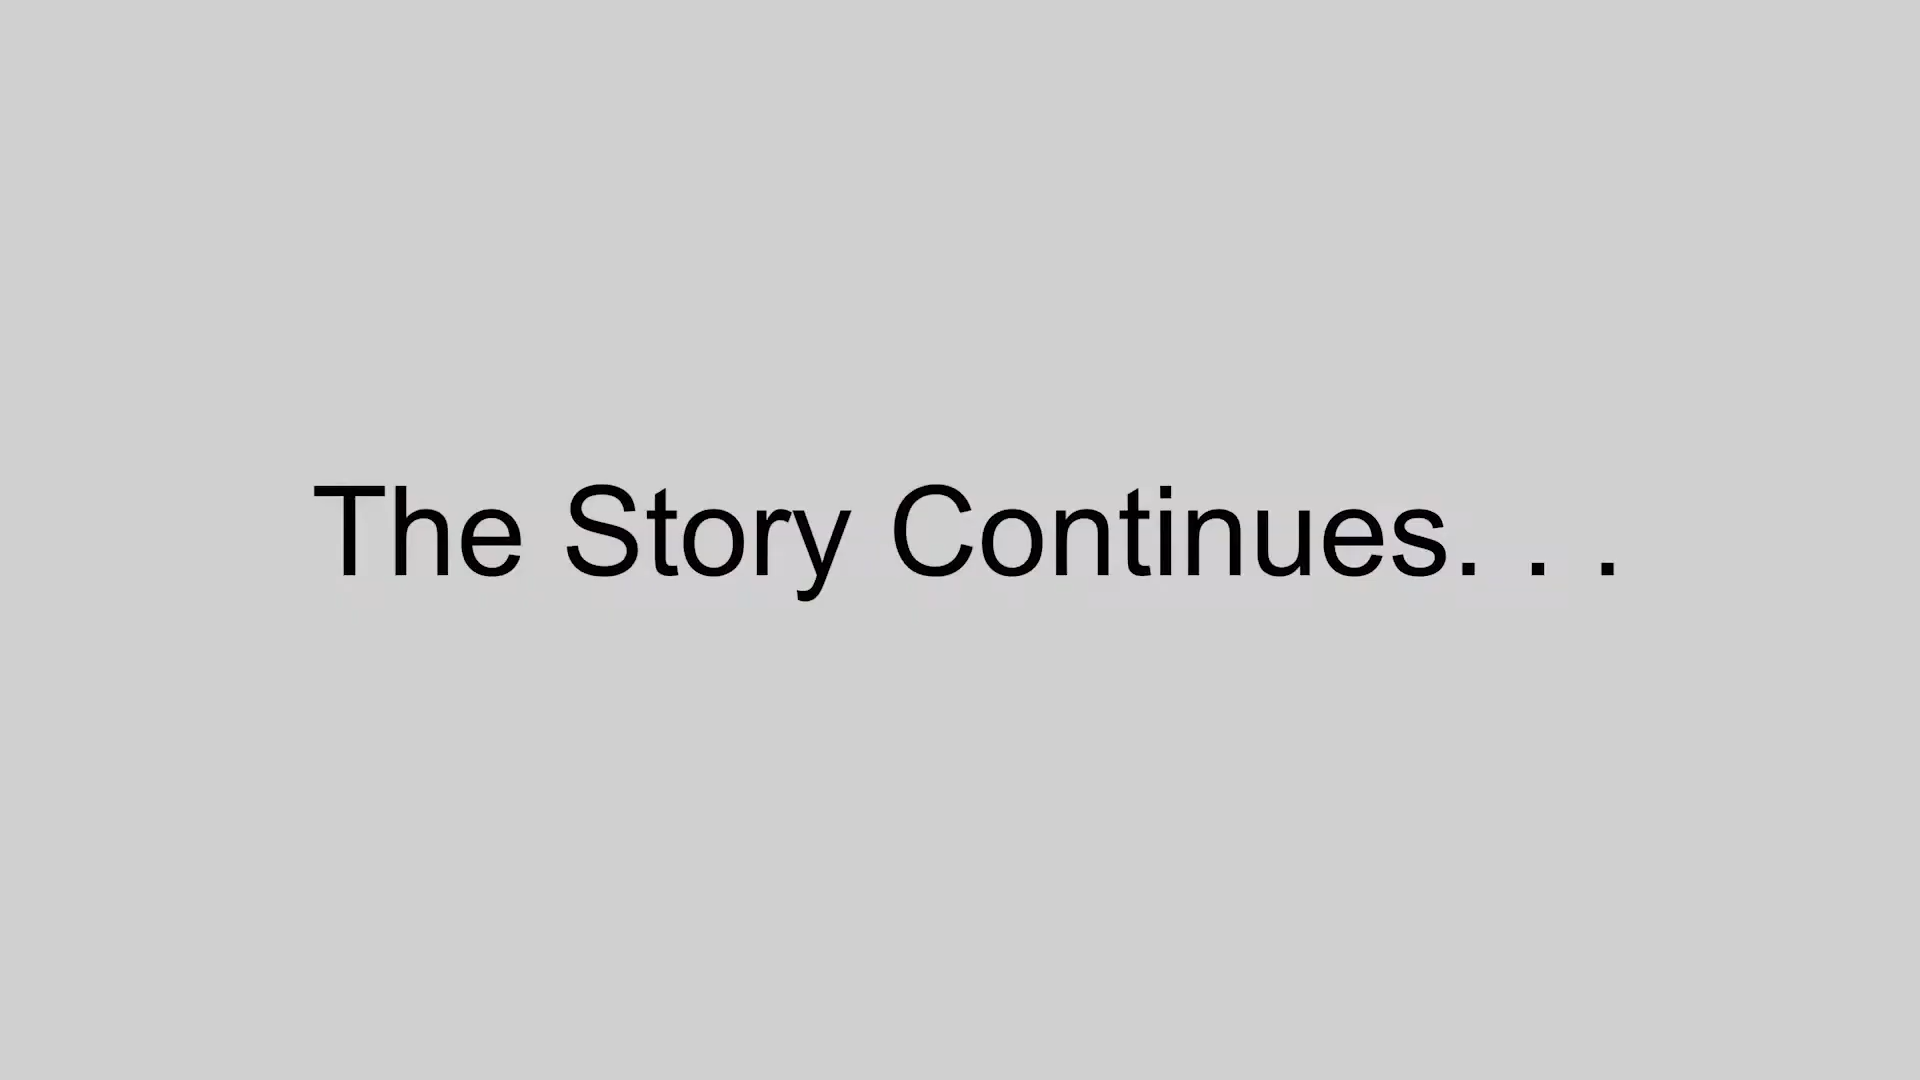 The Story Continues. . .